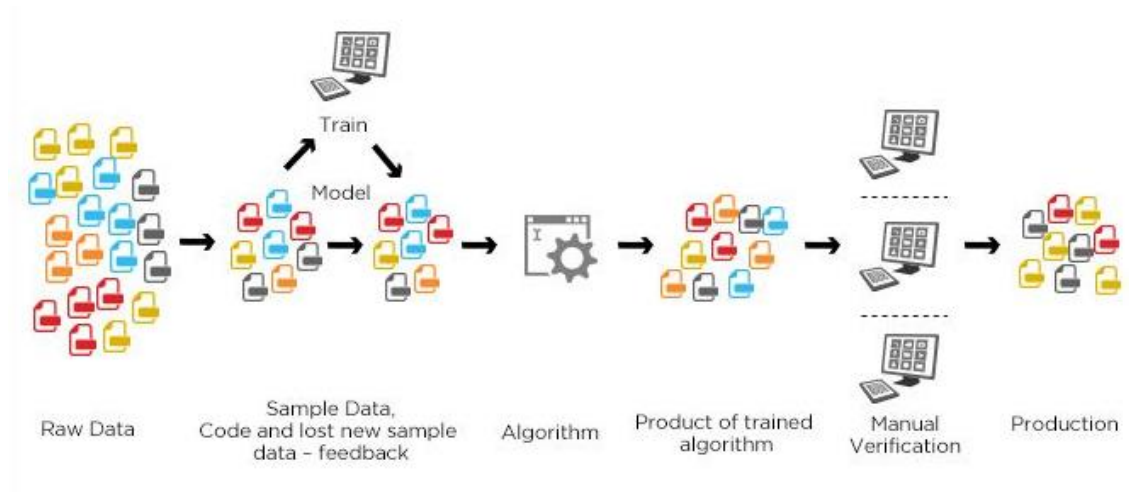 Train
Model
Raw Data
Sample Data,
Code and lost new sample
data – feedback
Algorithm
Product of trained
algorithm
Manual
Verification
Production